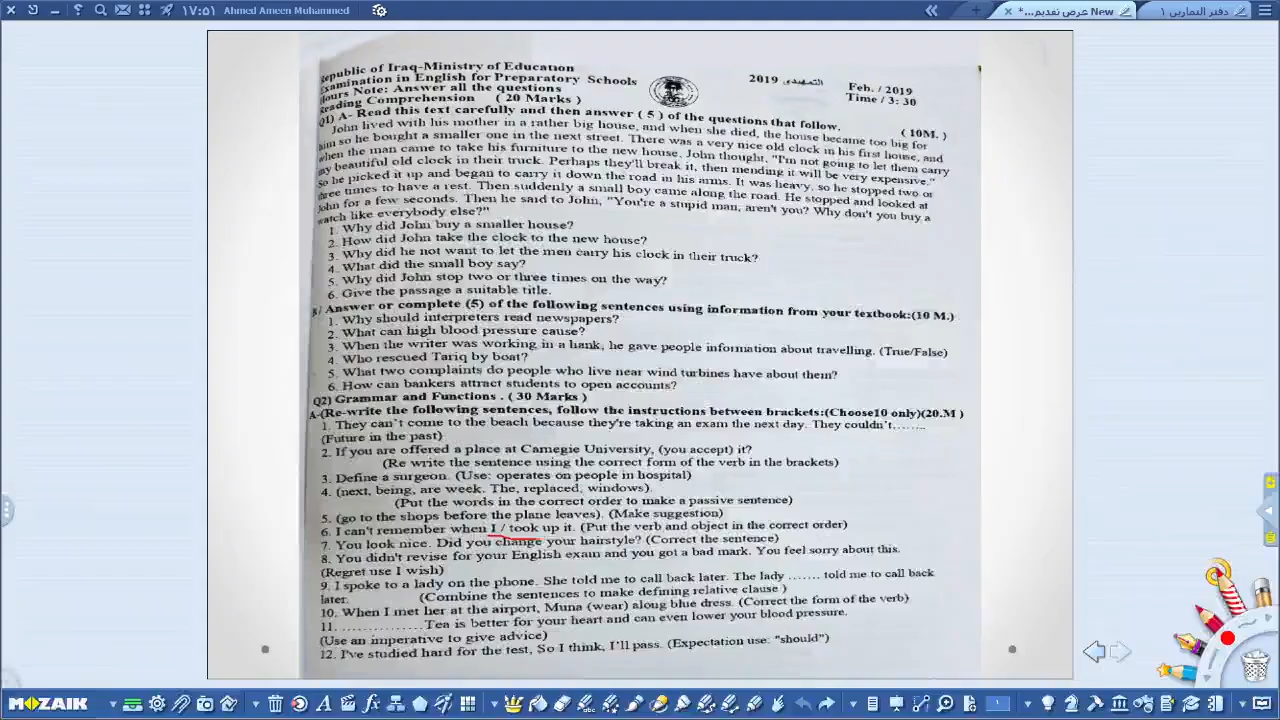 ١٧:٥١ Ahmed Ameen Muhammed
New عرض تقديم...*
دفتر التمارين ١
Republic of Iraq-Ministry of Education
Examination in English for Preparatory Schools
Hours Note: Answer all the questions
Reading Comprehension ( 20 Marks )
التمهيدي 2019
Feb. / 2019
Time / 3: 30
Q1) A- Read this text carefully and then answer ( 5 ) of the questions that follow. ( 10M. )
John lived with his mother in a rather big house, and when she died, the house became too big for
him so he bought a smaller one in the next street. There was a very nice old clock in his first house, and
when the man came to take his furniture to the new house, John thought, "I'm not going to let them carry
my beautiful old clock in their truck. Perhaps they'll break it, then mending it will be very expensive."
So he picked it up and began to carry it down the road in his arms. It was heavy, so he stopped two or
three times to have a rest. Then suddenly a small boy came along the road. He stopped and looked at
John for a few seconds. Then he said to John, "You're a stupid man, aren't you? Why don't you buy a
watch like everybody else?"
1. Why did John buy a smaller house?
2. How did John take the clock to the new house?
3. Why did he not want to let the men carry his clock in their truck?
4. What did the small boy say?
5. Why did John stop two or three times on the way?
6. Give the passage a suitable title.
B/ Answer or complete (5) of the following sentences using information from your textbook:(10 M.)
1. Why should interpreters read newspapers?
2. What can high blood pressure cause?
3. When the writer was working in a hank, he gave people information about travelling. (True/False)
4. Who rescued Tariq by boat?
5. What two complaints do people who live near wind turbines have about them?
6. How can bankers attract students to open accounts?
Q2) Grammar and Functions . ( 30 Marks )
A-(Re-write the following sentences, follow the instructions between brackets:(Choose10 only)(20.M )
1. They can't come to the beach because they're taking an exam the next day. They couldn't........
(Future in the past)
2. If you are offered a place at Carnegie University, (you accept) it?
(Re write the sentence using the correct form of the verb in the brackets)
3. Define a surgeon. (Use: operates on people in hospital)
4. (next, being, are week. The, replaced, windows).
(Put the words in the correct order to make a passive sentence)
5. (go to the shops before the plane leaves). (Make suggestion)
6. I can't remember when I / took up it. (Put the verb and object in the correct order)
7. You look nice. Did you change your hairstyle? (Correct the sentence)
8. You didn't revise for your English exam and you got a bad mark. You feel sorry about this.
(Regret use I wish)
9. I spoke to a lady on the phone. She told me to call back later. The lady ....... told me to call back
later. (Combine the sentences to make defining relative clause )
10. When I met her at the airport, Muna (wear) along blue dress. (Correct the form of the verb)
11. ................ Tea is better for your heart and can even lower your blood pressure.
(Use an imperative to give advice)
12. I've studied hard for the test, So I think, I'll pass. (Expectation use: "should")
MOZAIK